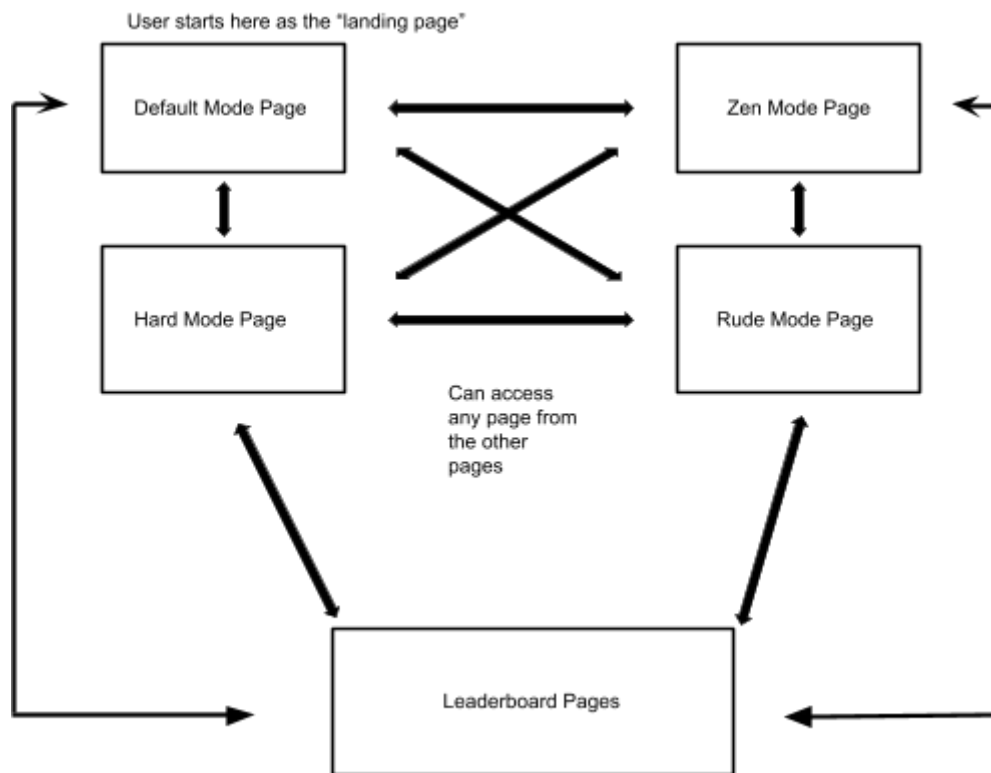 User starts here as the “landing page”
Default Mode Page
Zen Mode Page
Hard Mode Page
Rude Mode Page
Can access
any page from
the other
pages
Leaderboard Pages